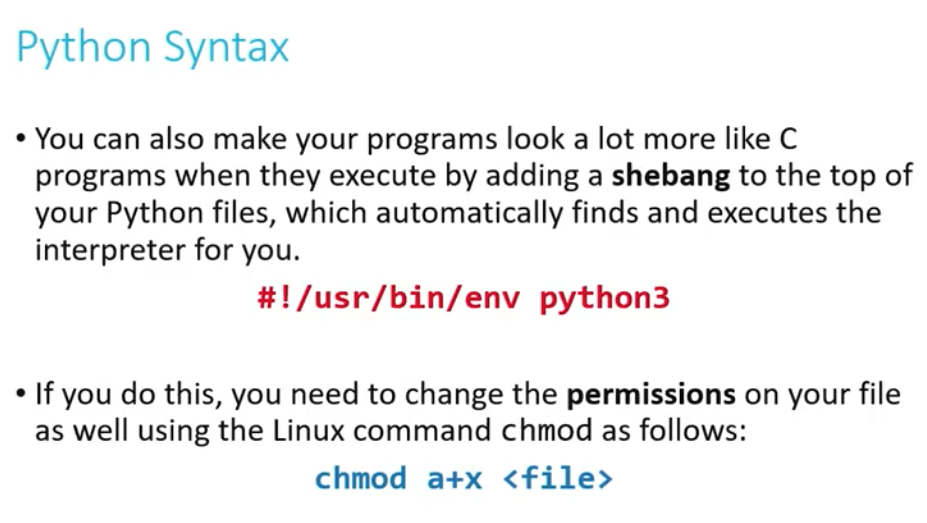 Python Syntax
• You can also make your programs look a lot more like C
programs when they execute by adding a shebang to the top of
your Python files, which automatically finds and executes the
interpreter for you.
#!/usr/bin/env python3
• If you do this, you need to change the permissions on your file
as well using the Linux command chmod as follows:
chmod a+x <file>